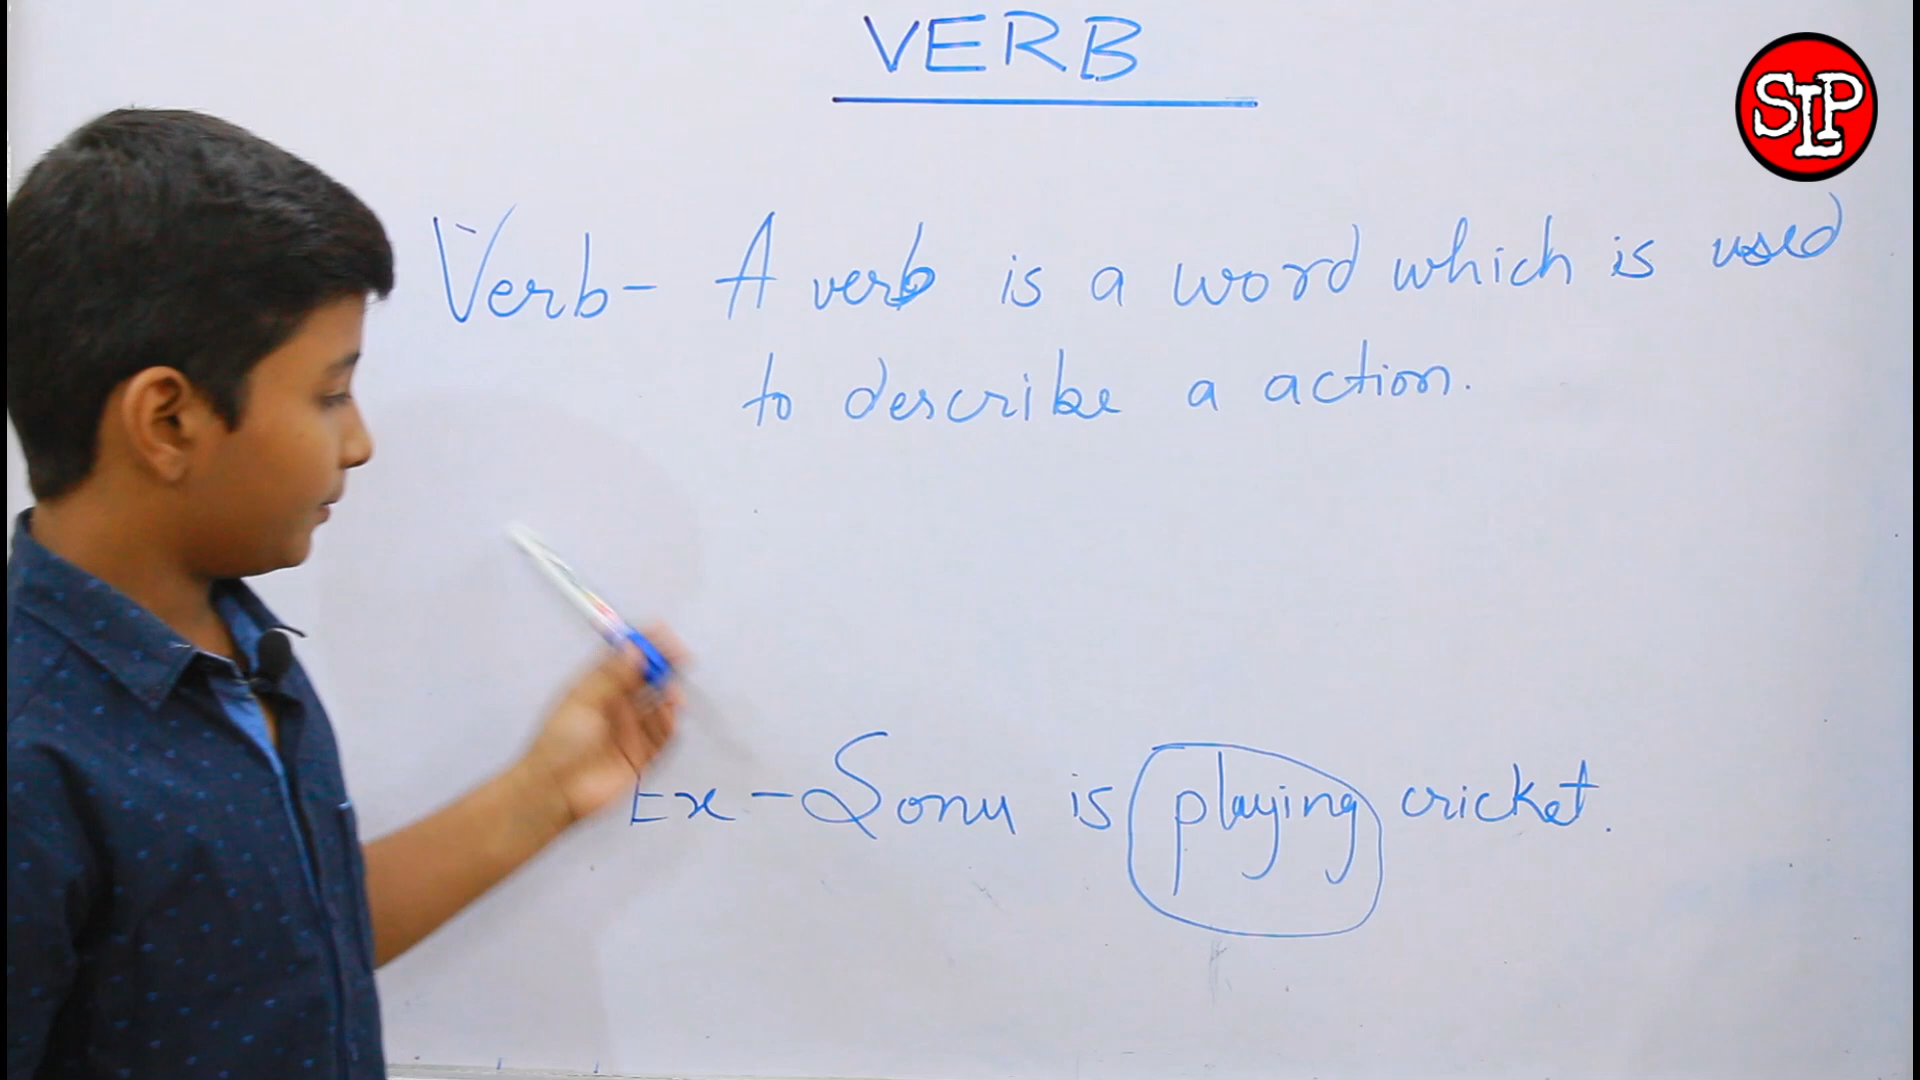 VERB
SLP
Verb- A verb is a word which is used
to describe a action.
Ex - Sonu is playing cricket.